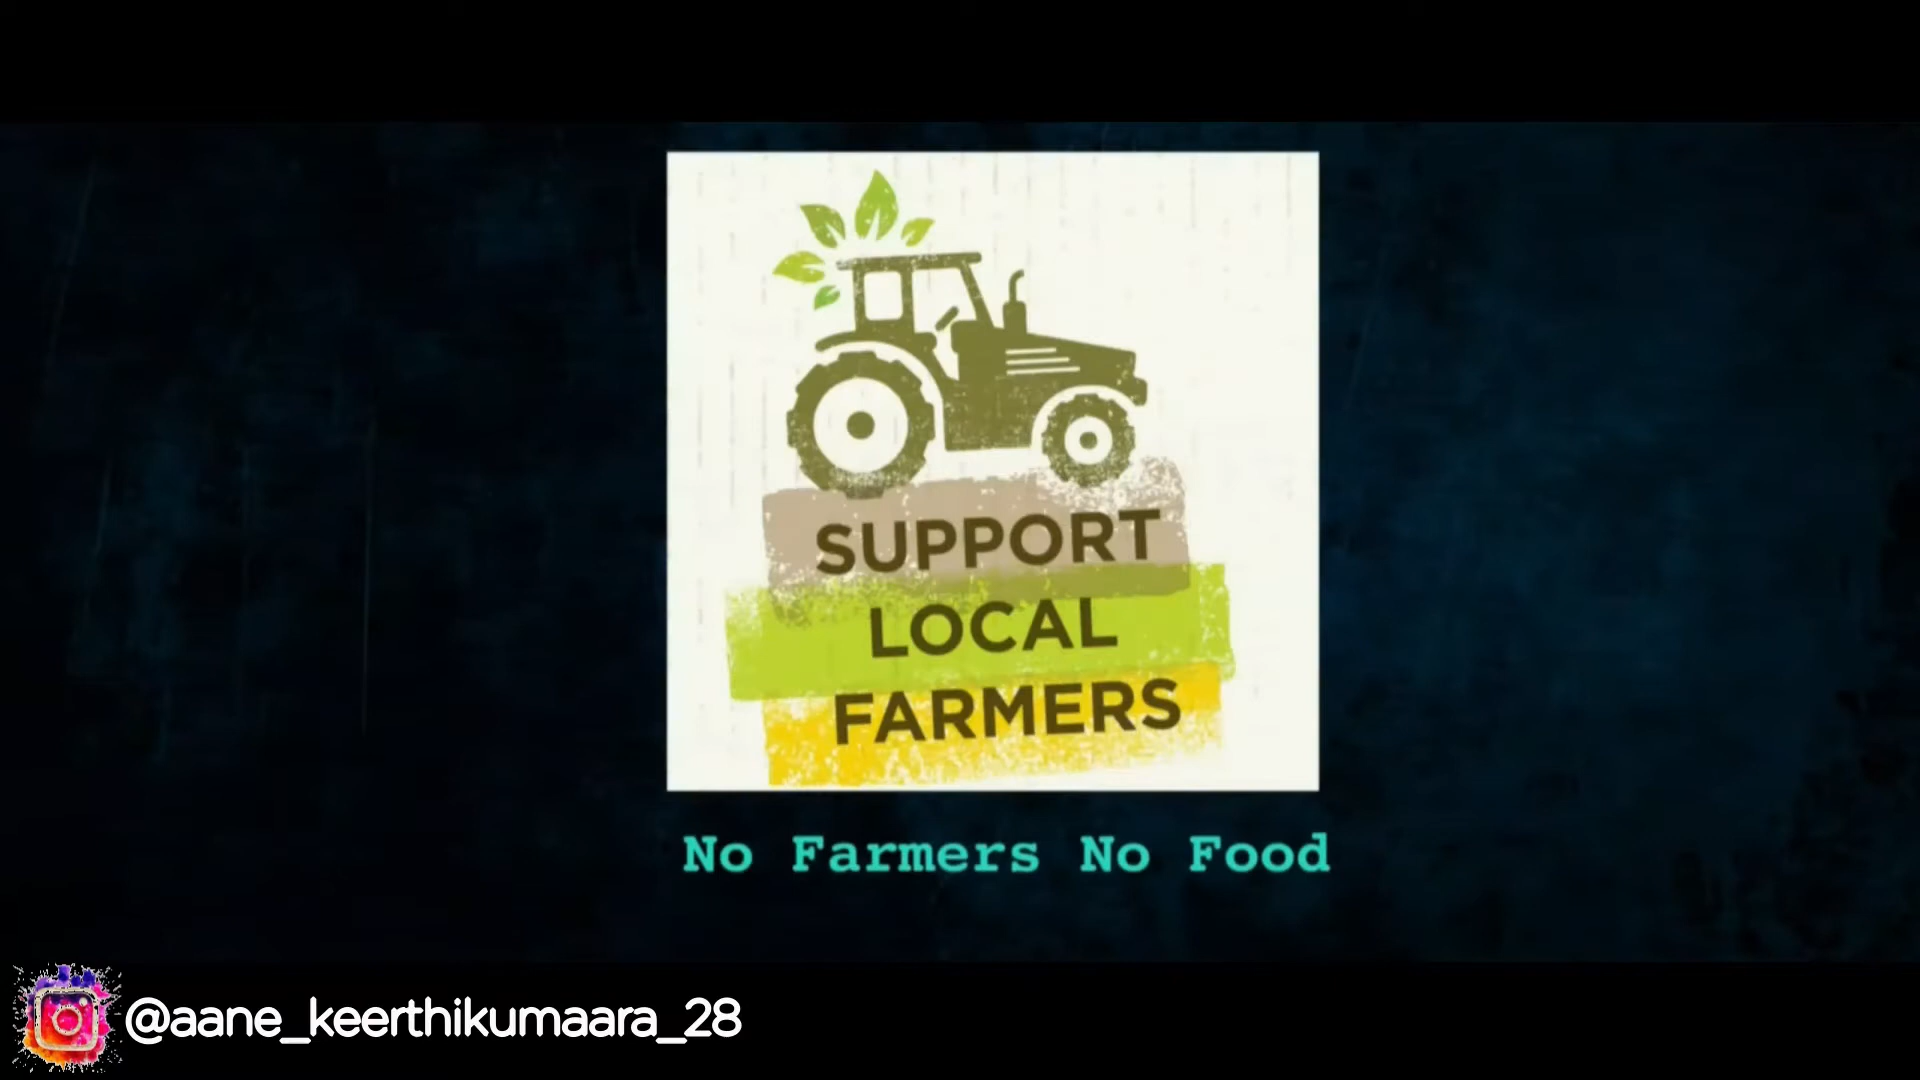 SUPPORT
LOCAL
FARMERS
No Farmers No Food
@aane_keerthikumaara_28